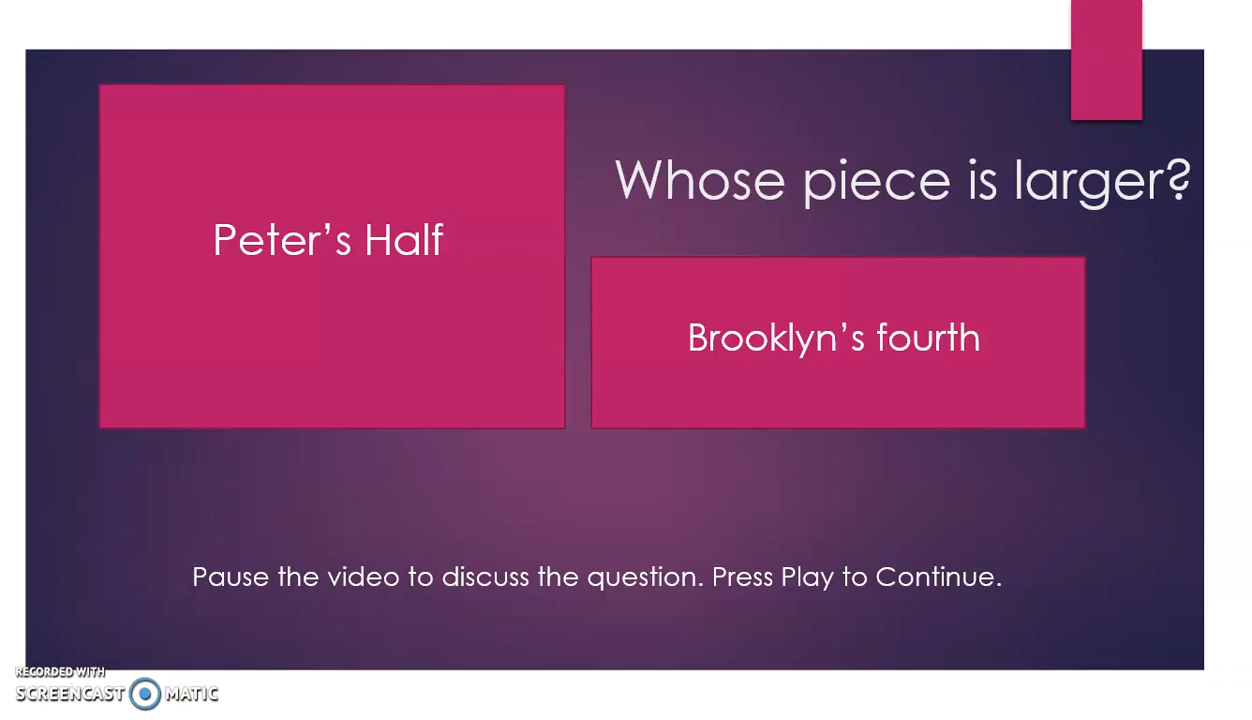 Whose piece is larger?
Peter’s Half
Brooklyn’s fourth
Pause the video to discuss the question. Press Play to Continue.
RECORDED WITH
SCREENCAST MATIC